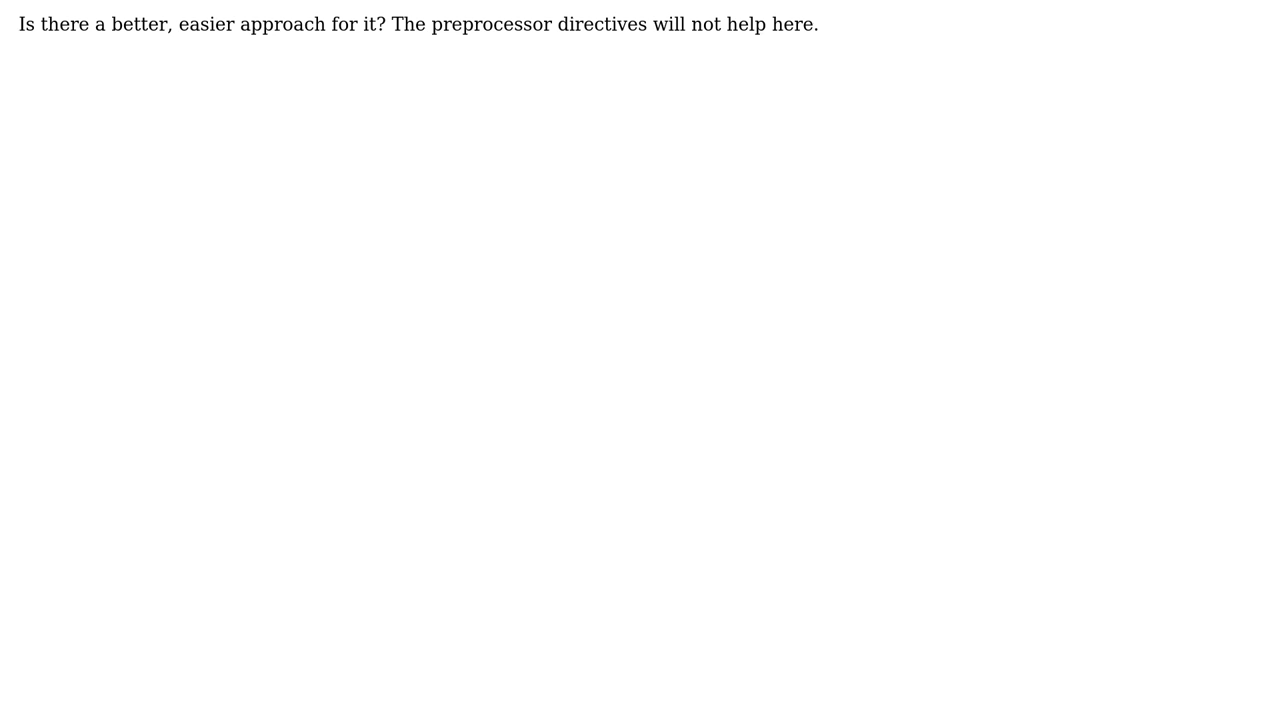 Is there a better, easier approach for it? The preprocessor directives will not help here.